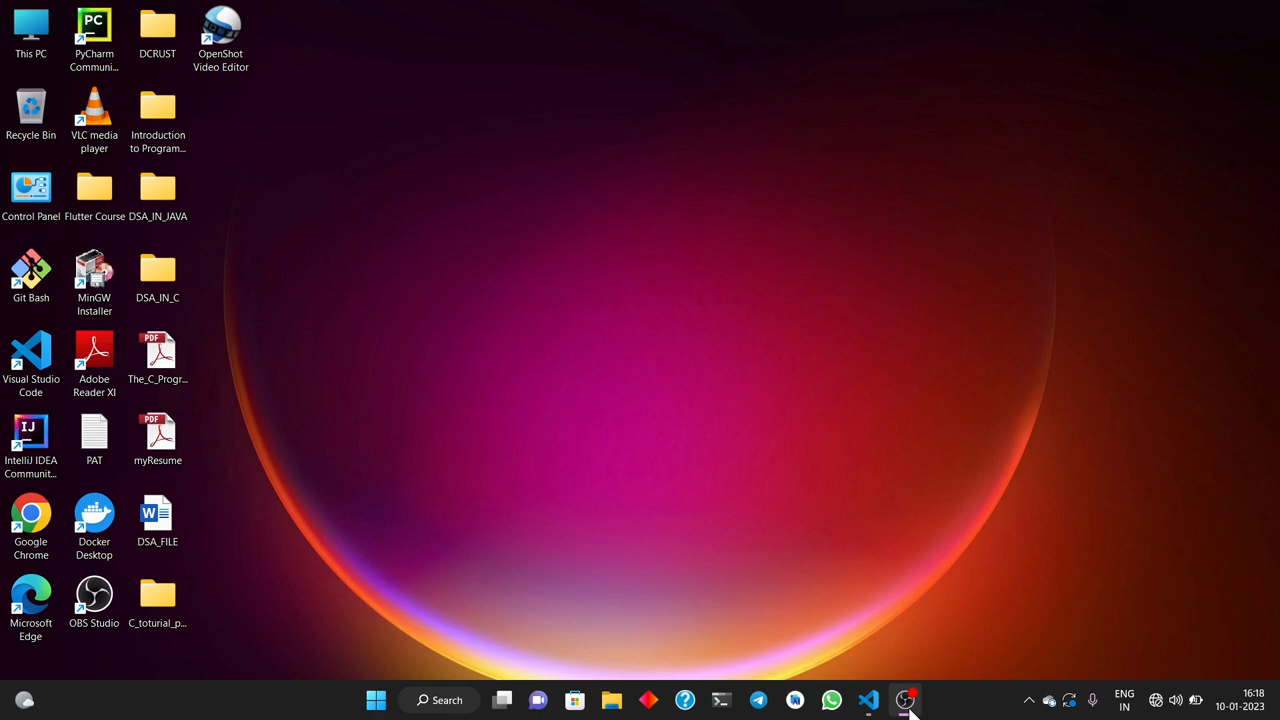 This PC
PyCharm
Communi...
DCRUST
OpenShot
Video Editor
Recycle Bin
VLC media
player
Introduction
to Program...
Control Panel
Flutter Course
DSA_IN_JAVA
Git Bash
MinGW
Installer
DSA_IN_C
Visual Studio
Code
Adobe
Reader XI
The_C_Progr...
IntelliJ IDEA
Communit...
PAT
myResume
Google
Chrome
Docker
Desktop
DSA_FILE
Microsoft
Edge
OBS Studio
C_toturial_p...
PC
IJ
PDF
PDF
W
Search
ENG
IN
16:18
10-01-2023